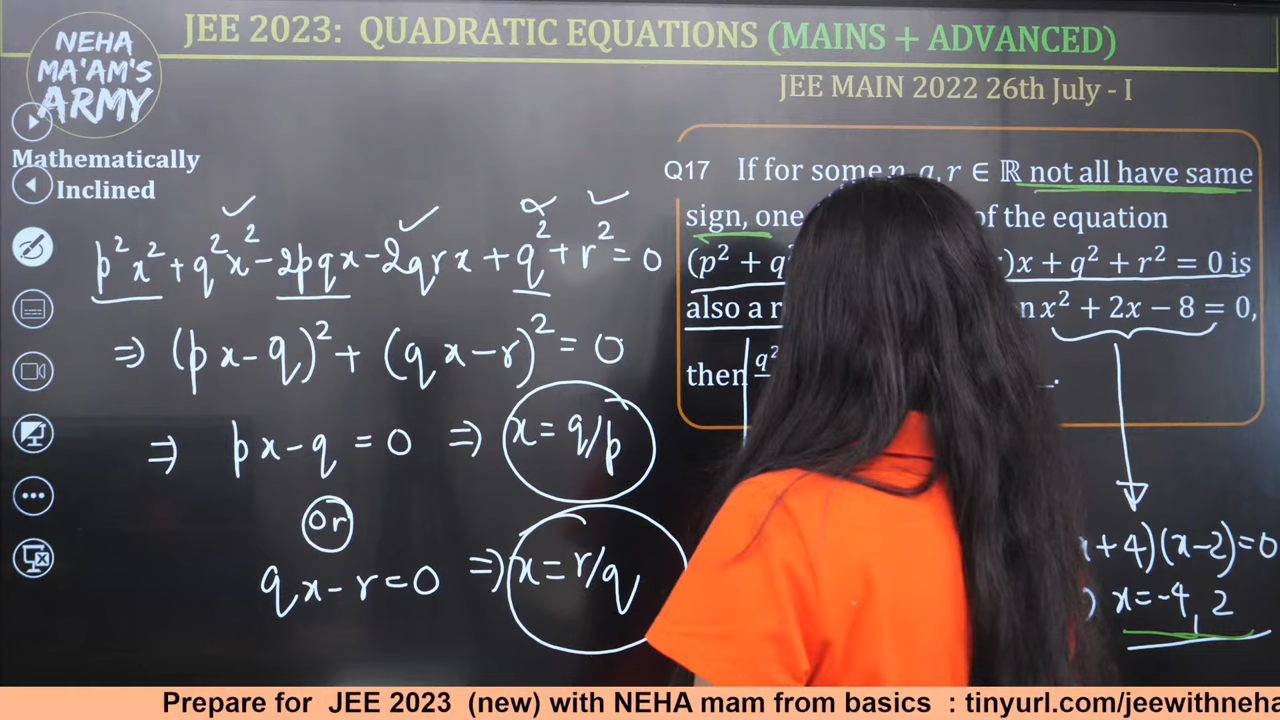 JEE 2023: QUADRATIC EQUATIONS (MAINS + ADVANCED)
NEHA
MA'AM'S
ARMY
JEE MAIN 2022 26th July - I
Mathematically
Inclined
Q17 If for some p, q, r ∈ ℝ not all have same
sign, one of the equation
(p² + q² )x + q² + r² = 0 is
also a r n x² + 2x − 8 = 0,
then q²
p²x² + q²x² − 2pqx − 2qrx + q² + r² = 0
⇒ (px − q)² + (qx − r)² = 0
⇒ px − q = 0 ⇒ x = q/p
Or
qx − r = 0 ⇒ x = r/q
x + 4)(x − 2) = 0
) x = −4, 2
Prepare for JEE 2023 (new) with NEHA mam from basics : tinyurl.com/jeewithneha